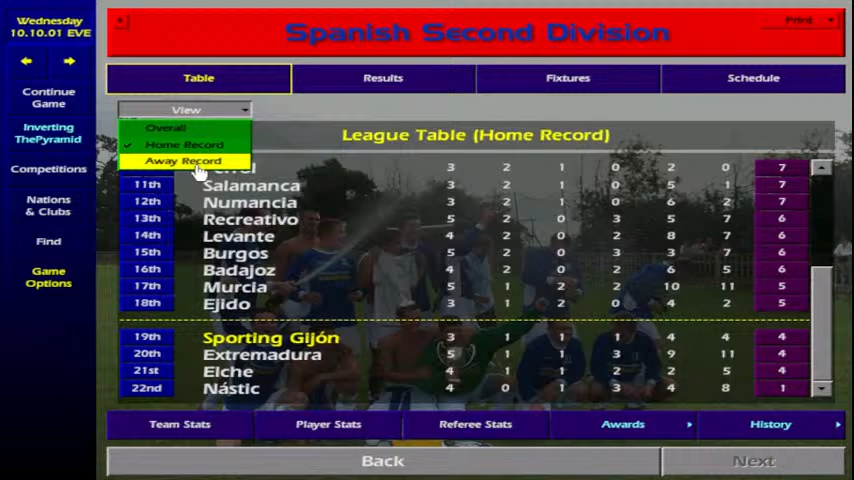 Wednesday
10.10.01 EVE
Continue
Game
Inverting
ThePyramid
Competitions
Nations
& Clubs
Find
Game
Options
Spanish Second Division
Print
Table Results Fixtures Schedule
View
Overall
Home Record
Away Record
League Table (Home Record)
3 2 1 0 2 0 7
11th Salamanca 3 2 1 0 5 1 7
12th Numancia 3 2 1 0 6 2 7
13th Recreativo 5 2 0 3 5 7 6
14th Levante 4 2 0 2 8 7 6
15th Burgos 5 2 0 3 3 7 6
16th Badajoz 4 2 0 2 6 5 6
17th Murcia 5 1 2 2 10 11 5
18th Ejido 3 1 2 0 4 2 5
19th Sporting Gijón 3 1 1 1 4 4 4
20th Extremadura 5 1 1 3 9 11 4
21st Elche 4 1 1 2 2 5 4
22nd Nástic 4 0 1 3 4 8 1
Team Stats Player Stats Referee Stats Awards History
Back Next